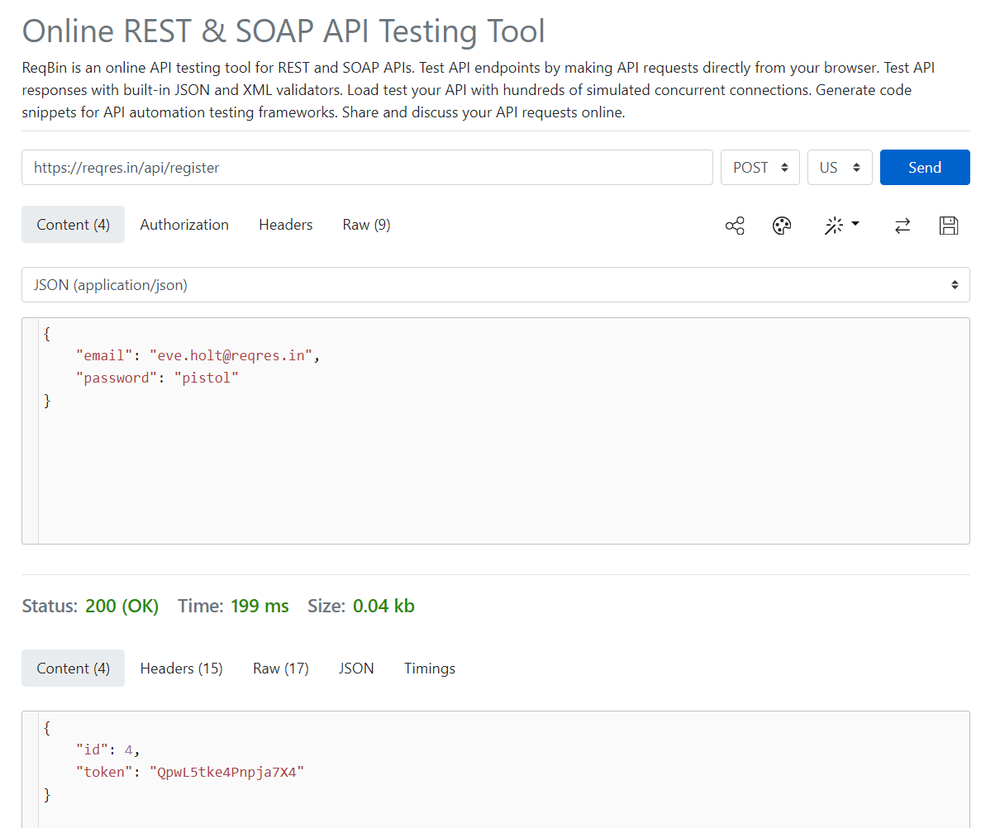 Online REST & SOAP API Testing Tool
ReqBin is an online API testing tool for REST and SOAP APIs. Test API endpoints by making API requests directly from your browser. Test API
responses with built-in JSON and XML validators. Load test your API with hundreds of simulated concurrent connections. Generate code
snippets for API automation testing frameworks. Share and discuss your API requests online.
https://reqres.in/api/register POST US Send
Content (4) Authorization Headers Raw (9)
JSON (application/json)
{
    "email": "eve.holt@reqres.in",
    "password": "pistol"
}
Status: 200 (OK) Time: 199 ms Size: 0.04 kb
Content (4) Headers (15) Raw (17) JSON Timings
{
    "id": 4,
    "token": "QpwL5tke4Pnpja7X4"
}